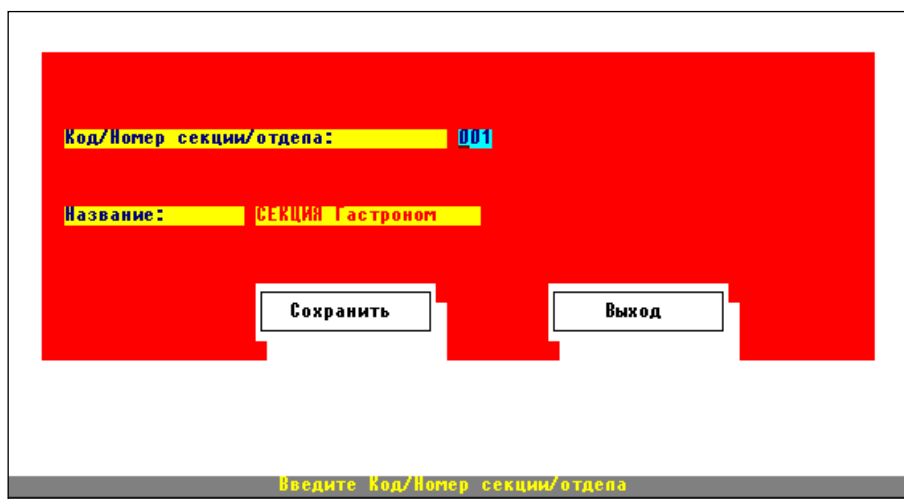 Код/Номер секции/отдела: 001
Название: СЕКЦИЯ Гастроном
Сохранить Выход
Введите Код/Номер секции/отдела